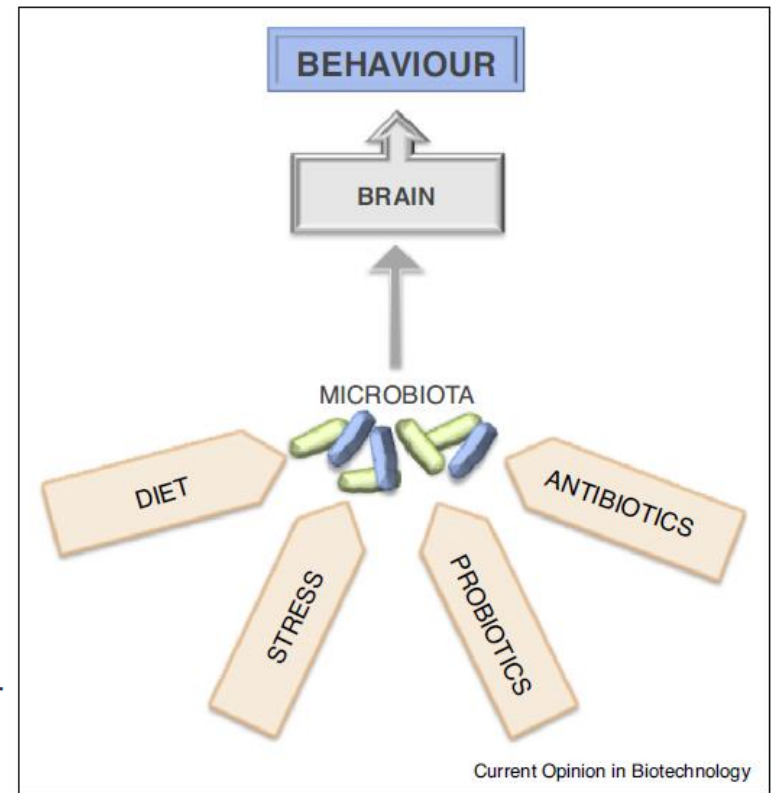 BEHAVIOUR
BRAIN
MICROBIOTA
DIET
STRESS
PROBIOTICS
ANTIBIOTICS
Current Opinion in Biotechnology